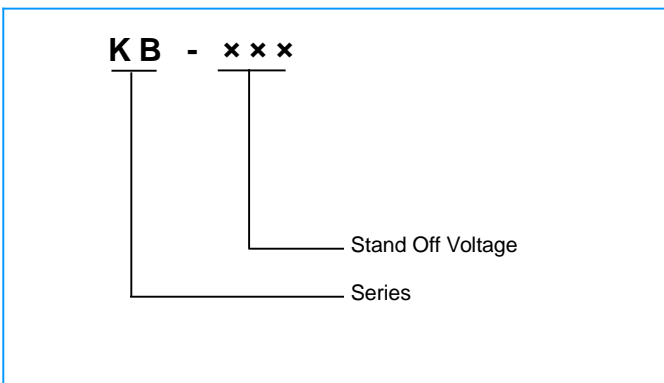 KB - ×××
Stand Off Voltage
Series